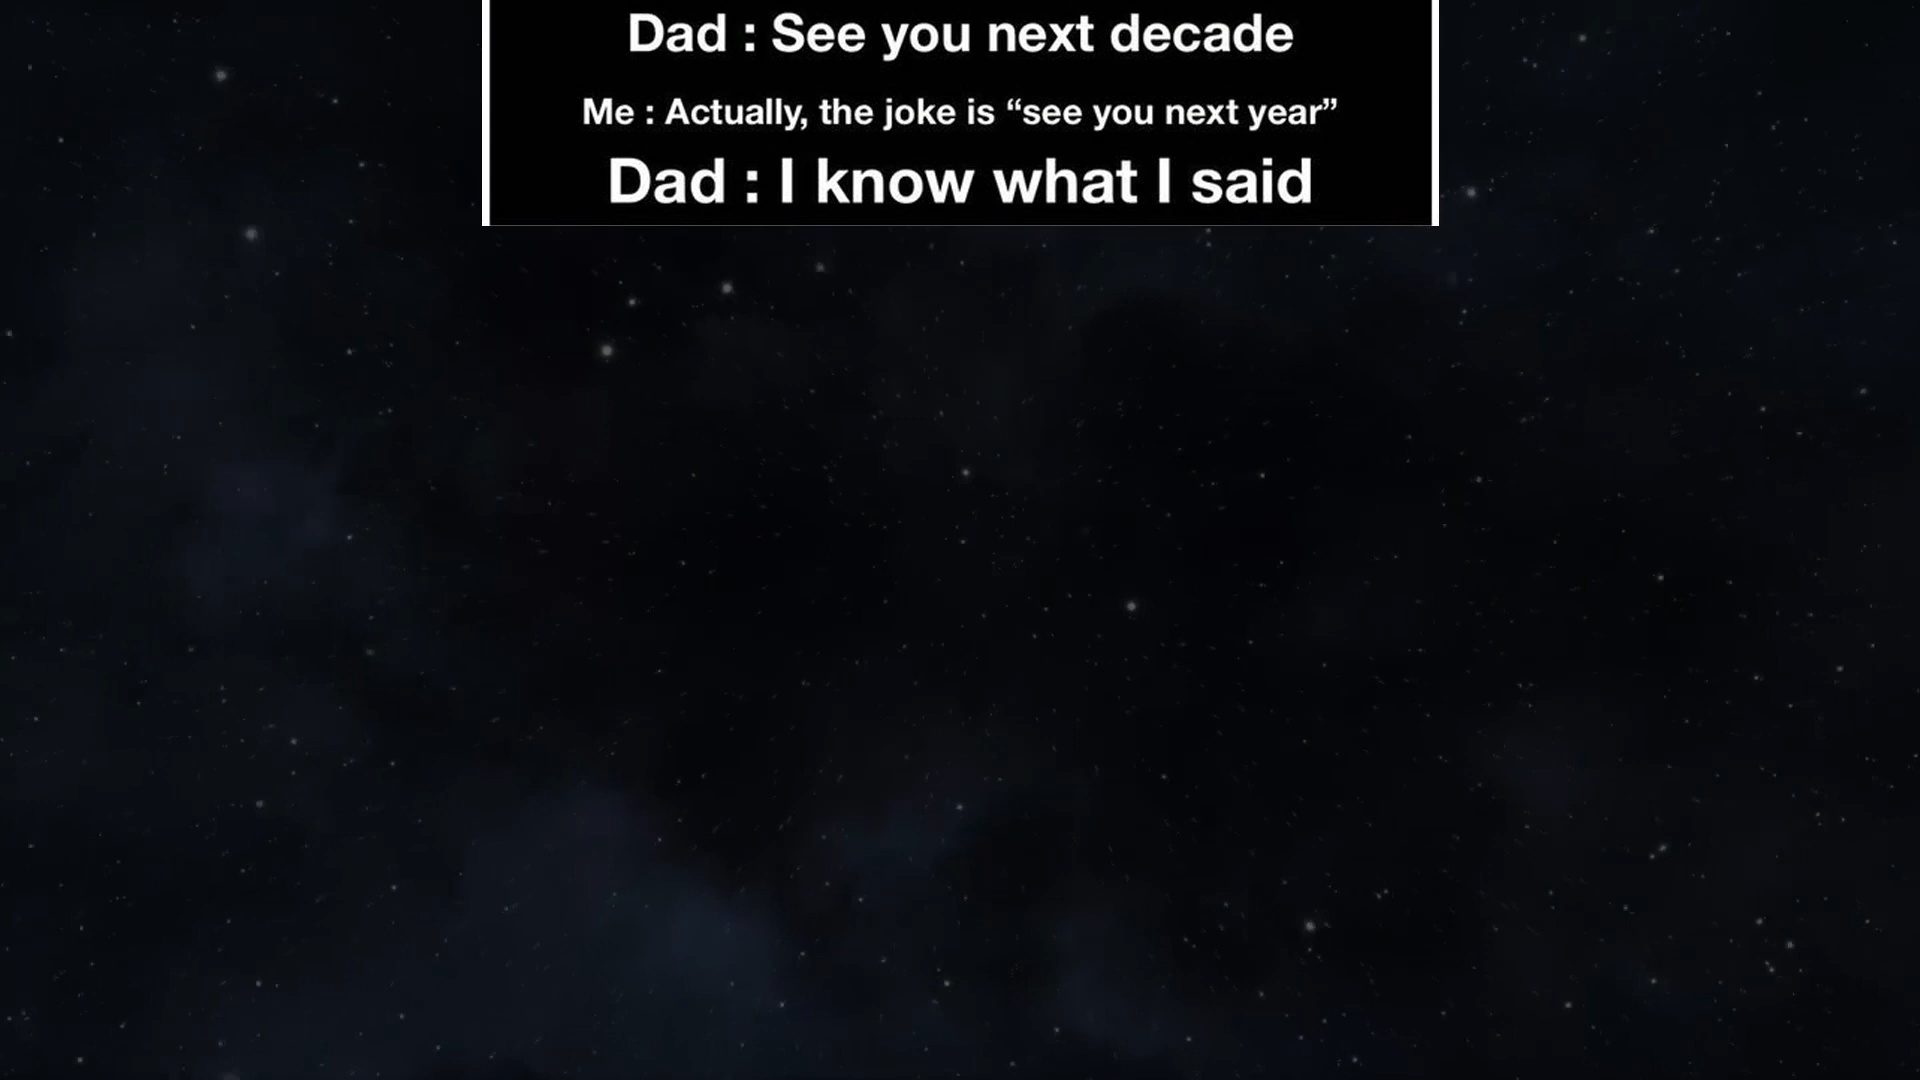 Dad : See you next decade
Me : Actually, the joke is “see you next year”
Dad : I know what I said